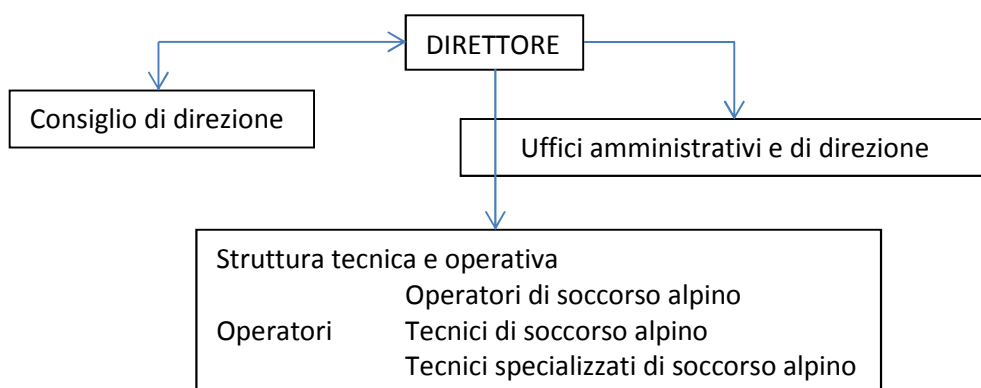 DIRETTORE
Consiglio di direzione
Uffici amministrativi e di direzione
Struttura tecnica e operativa
Operatori di soccorso alpino
Operatori Tecnici di soccorso alpino
Tecnici specializzati di soccorso alpino